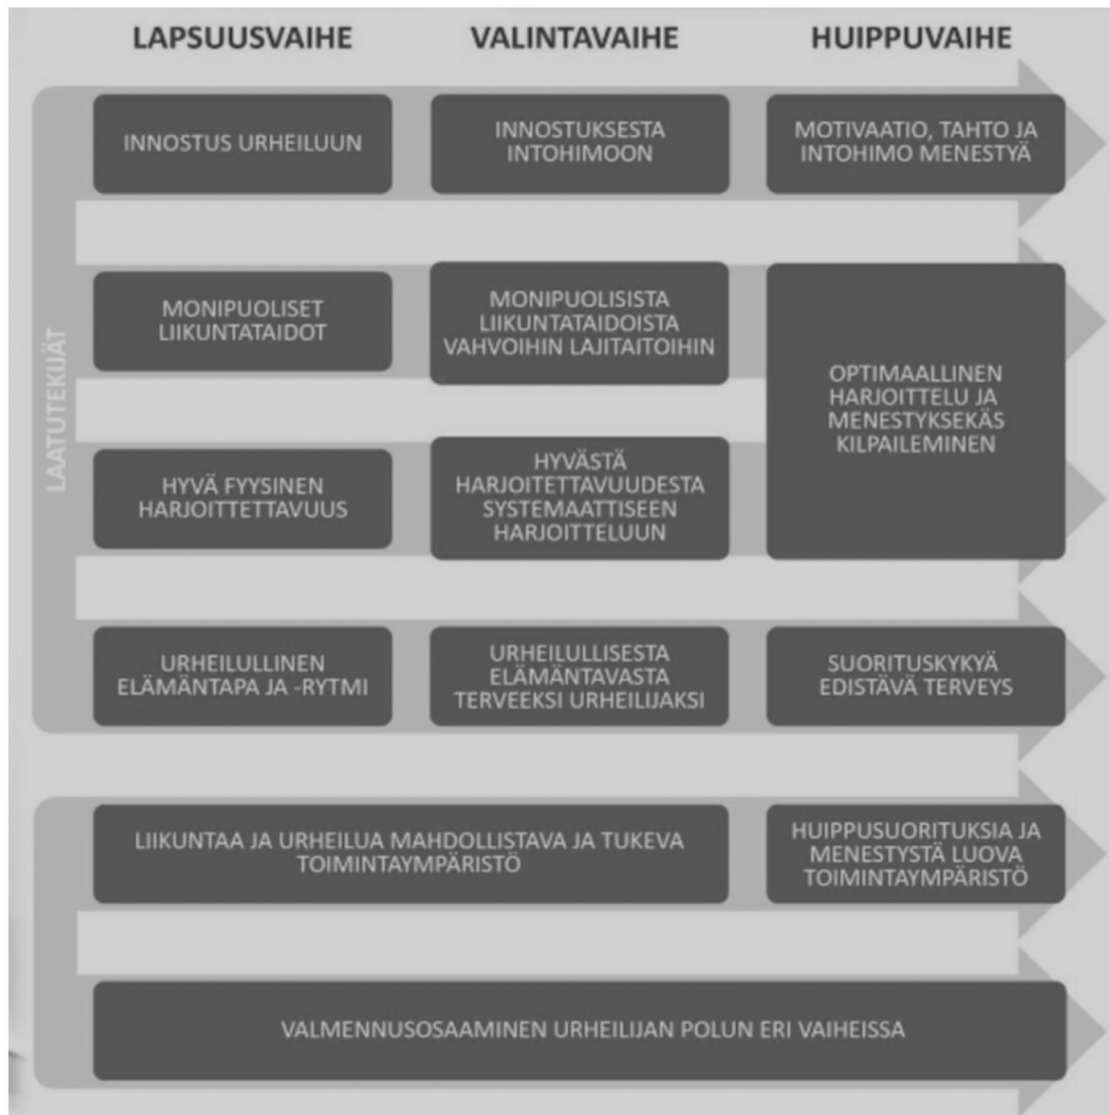 LAPSUUSVAIHE
VALINTAVAIHE
HUIPPUVAIHE
LAATUTEKIJÄT
INNOSTUS URHEILUUN
INNOSTUKSESTA
INTOHIMOON
MOTIVAATIO, TAHTO JA
INTOHIMO MENESTYÄ
MONIPUOLISET
LIIKUNTATAIDOT
MONIPUOLISISTA
LIIKUNTATAIDOISTA
VAHVOIHIN LAJITAITOIHIN
OPTIMAALLINEN
HARJOITTELU JA
MENESTYKSEKÄS
KILPAILEMINEN
HYVÄ FYYSINEN
HARJOITTETTAVUUS
HYVÄSTÄ
HARJOITETTAVUUDESTA
SYSTEMAATTISEEN
HARJOITTELUUN
URHEILULLINEN
ELÄMÄNTAPA JA -RYTMI
URHEILULLISESTA
ELÄMÄNTAVASTA
TERVEEKSI URHEILIJAKSI
SUORITUSKYKYÄ
EDISTÄVÄ TERVEYS
LIIKUNTAA JA URHEILUA MAHDOLLISTAVA JA TUKEVA
TOIMINTAYMPÄRISTÖ
HUIPPUSUORITUKSIA JA
MENESTYSTÄ LUOVA
TOIMINTAYMPÄRISTÖ
VALMENNUSOSAAMINEN URHEILIJAN POLUN ERI VAIHEISSA